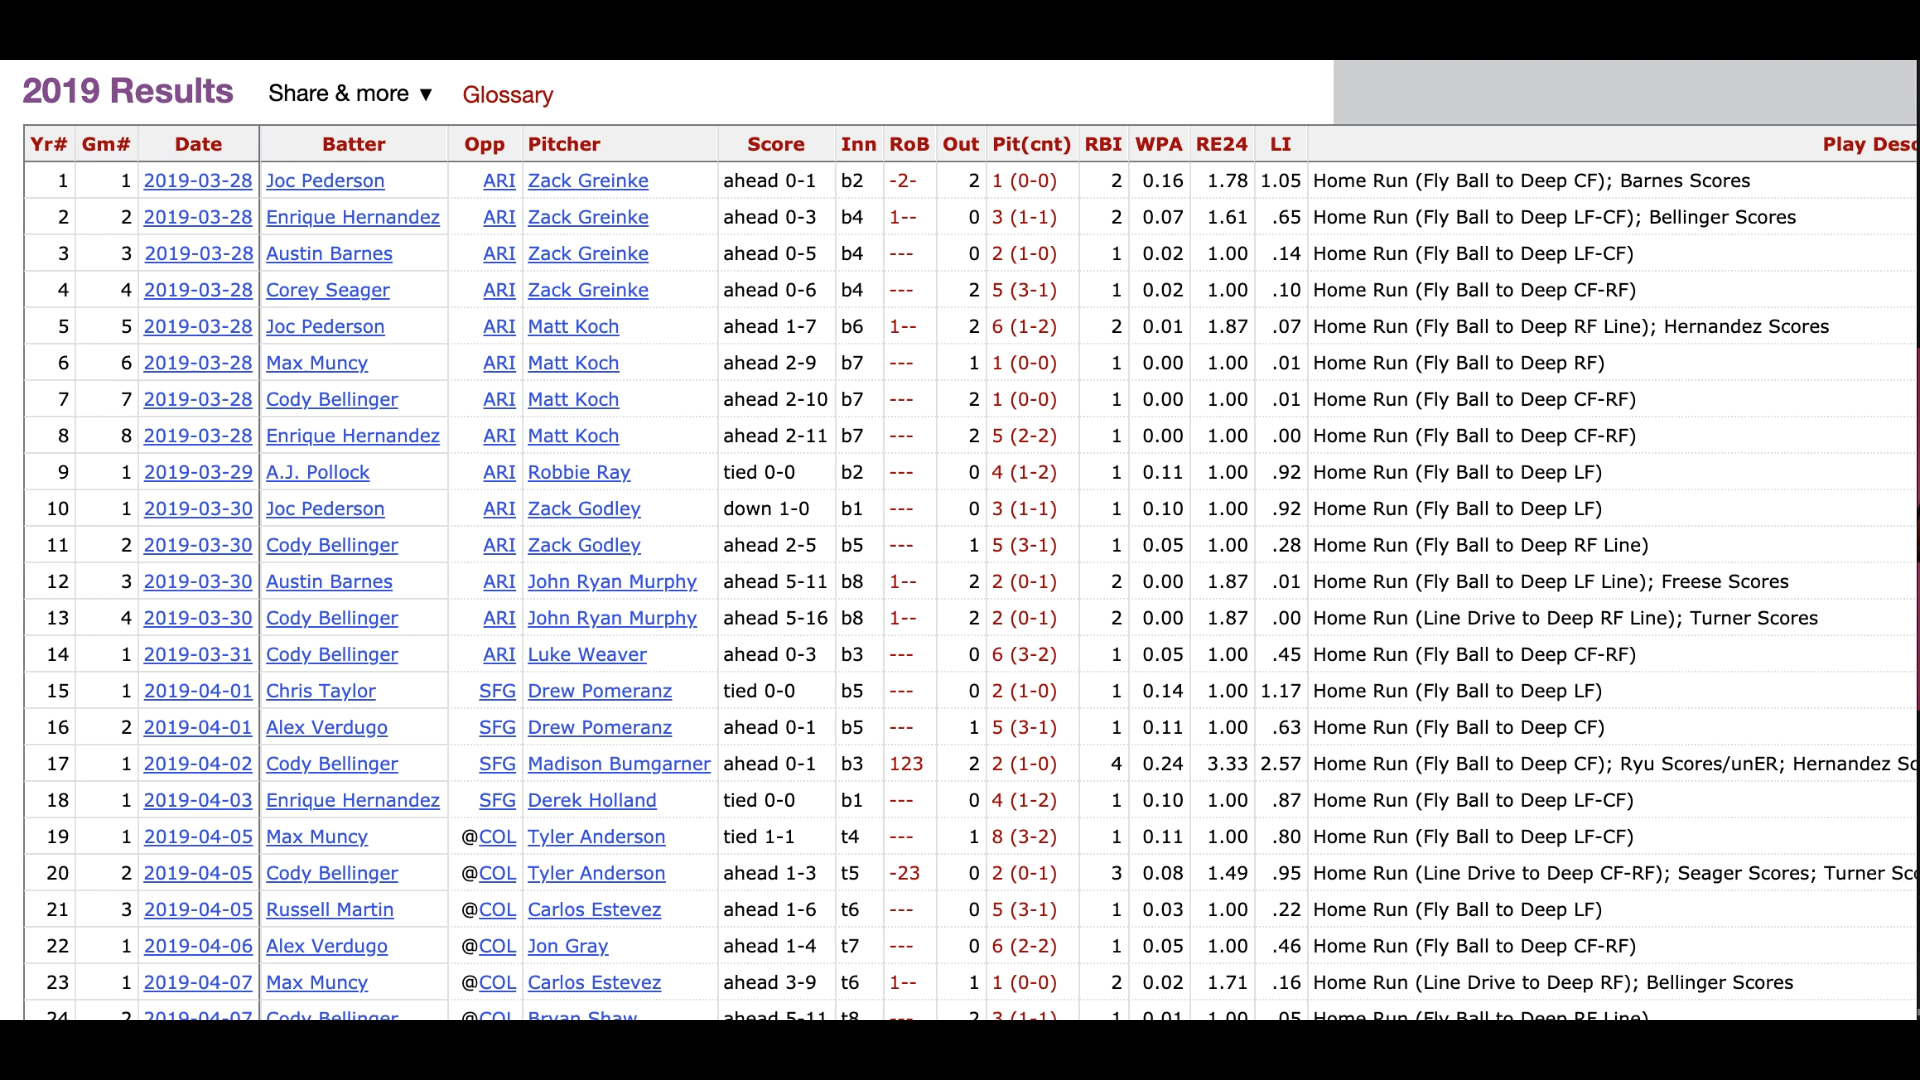 2019 Results Share & more ▼ Glossary
Yr# Gm# Date Batter Opp Pitcher Score Inn RoB Out Pit(cnt) RBI WPA RE24 LI Play Desc
1 1 2019-03-28 Joc Pederson ARI Zack Greinke ahead 0-1 b2 -2- 2 1 (0-0) 2 0.16 1.78 1.05 Home Run (Fly Ball to Deep CF); Barnes Scores
2 2 2019-03-28 Enrique Hernandez ARI Zack Greinke ahead 0-3 b4 1-- 0 3 (1-1) 2 0.07 1.61 .65 Home Run (Fly Ball to Deep LF-CF); Bellinger Scores
3 3 2019-03-28 Austin Barnes ARI Zack Greinke ahead 0-5 b4 --- 0 2 (1-0) 1 0.02 1.00 .14 Home Run (Fly Ball to Deep LF-CF)
4 4 2019-03-28 Corey Seager ARI Zack Greinke ahead 0-6 b4 --- 2 5 (3-1) 1 0.02 1.00 .10 Home Run (Fly Ball to Deep CF-RF)
5 5 2019-03-28 Joc Pederson ARI Matt Koch ahead 1-7 b6 1-- 2 6 (1-2) 2 0.01 1.87 .07 Home Run (Fly Ball to Deep RF Line); Hernandez Scores
6 6 2019-03-28 Max Muncy ARI Matt Koch ahead 2-9 b7 --- 1 1 (0-0) 1 0.00 1.00 .01 Home Run (Fly Ball to Deep RF)
7 7 2019-03-28 Cody Bellinger ARI Matt Koch ahead 2-10 b7 --- 2 1 (0-0) 1 0.00 1.00 .01 Home Run (Fly Ball to Deep CF-RF)
8 8 2019-03-28 Enrique Hernandez ARI Matt Koch ahead 2-11 b7 --- 2 5 (2-2) 1 0.00 1.00 .00 Home Run (Fly Ball to Deep CF-RF)
9 1 2019-03-29 A.J. Pollock ARI Robbie Ray tied 0-0 b2 --- 0 4 (1-2) 1 0.11 1.00 .92 Home Run (Fly Ball to Deep LF)
10 1 2019-03-30 Joc Pederson ARI Zack Godley down 1-0 b1 --- 0 3 (1-1) 1 0.10 1.00 .92 Home Run (Fly Ball to Deep LF)
11 2 2019-03-30 Cody Bellinger ARI Zack Godley ahead 2-5 b5 --- 1 5 (3-1) 1 0.05 1.00 .28 Home Run (Fly Ball to Deep RF Line)
12 3 2019-03-30 Austin Barnes ARI John Ryan Murphy ahead 5-11 b8 1-- 2 2 (0-1) 2 0.00 1.87 .01 Home Run (Fly Ball to Deep LF Line); Freese Scores
13 4 2019-03-30 Cody Bellinger ARI John Ryan Murphy ahead 5-16 b8 1-- 2 2 (0-1) 2 0.00 1.87 .00 Home Run (Line Drive to Deep RF Line); Turner Scores
14 1 2019-03-31 Cody Bellinger ARI Luke Weaver ahead 0-3 b3 --- 0 6 (3-2) 1 0.05 1.00 .45 Home Run (Fly Ball to Deep CF-RF)
15 1 2019-04-01 Chris Taylor SFG Drew Pomeranz tied 0-0 b5 --- 0 2 (1-0) 1 0.14 1.00 1.17 Home Run (Fly Ball to Deep LF)
16 2 2019-04-01 Alex Verdugo SFG Drew Pomeranz ahead 0-1 b5 --- 1 5 (3-1) 1 0.11 1.00 .63 Home Run (Fly Ball to Deep CF)
17 1 2019-04-02 Cody Bellinger SFG Madison Bumgarner ahead 0-1 b3 123 2 2 (1-0) 4 0.24 3.33 2.57 Home Run (Fly Ball to Deep CF); Ryu Scores/unER; Hernandez Sc
18 1 2019-04-03 Enrique Hernandez SFG Derek Holland tied 0-0 b1 --- 0 4 (1-2) 1 0.10 1.00 .87 Home Run (Fly Ball to Deep LF-CF)
19 1 2019-04-05 Max Muncy @COL Tyler Anderson tied 1-1 t4 --- 1 8 (3-2) 1 0.11 1.00 .80 Home Run (Fly Ball to Deep LF-CF)
20 2 2019-04-05 Cody Bellinger @COL Tyler Anderson ahead 1-3 t5 -23 0 2 (0-1) 3 0.08 1.49 .95 Home Run (Line Drive to Deep CF-RF); Seager Scores; Turner Sco
21 3 2019-04-05 Russell Martin @COL Carlos Estevez ahead 1-6 t6 --- 0 5 (3-1) 1 0.03 1.00 .22 Home Run (Fly Ball to Deep LF)
22 1 2019-04-06 Alex Verdugo @COL Jon Gray ahead 1-4 t7 --- 0 6 (2-2) 1 0.05 1.00 .46 Home Run (Fly Ball to Deep CF-RF)
23 1 2019-04-07 Max Muncy @COL Carlos Estevez ahead 3-9 t6 1-- 1 1 (0-0) 2 0.02 1.71 .16 Home Run (Line Drive to Deep RF); Bellinger Scores
24 2 2019-04-07 Cody Bellinger @COL Bryan Shaw ahead 5-11 t8 --- 2 3 (1-1) 1 0.01 1.00 .05 Home Run (Fly Ball to Deep RF Line)